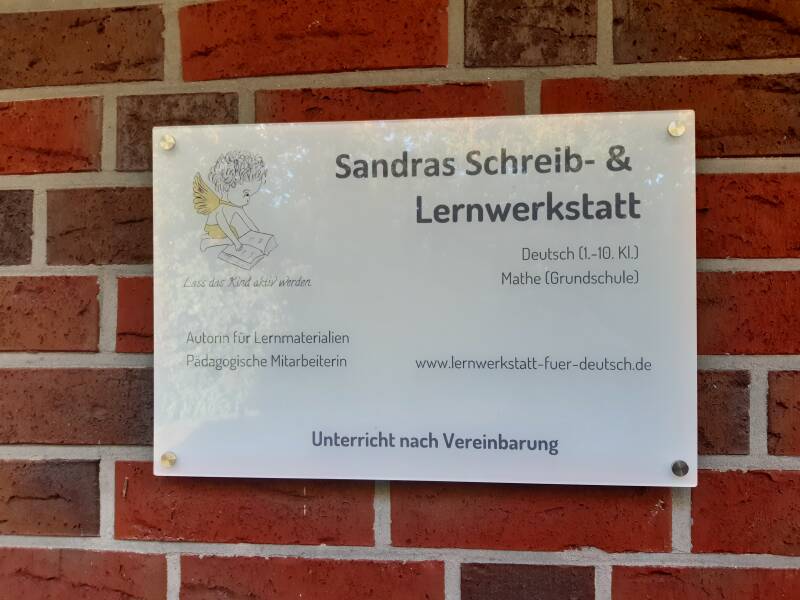 Sandras Schreib- &
Lernwerkstatt
Deutsch (1.-10. Kl.)
Mathe (Grundschule)
Lass das Kind aktiv werden
Autorin für Lernmaterialien
Pädagogische Mitarbeiterin
www.lernwerkstatt-fuer-deutsch.de
Unterricht nach Vereinbarung